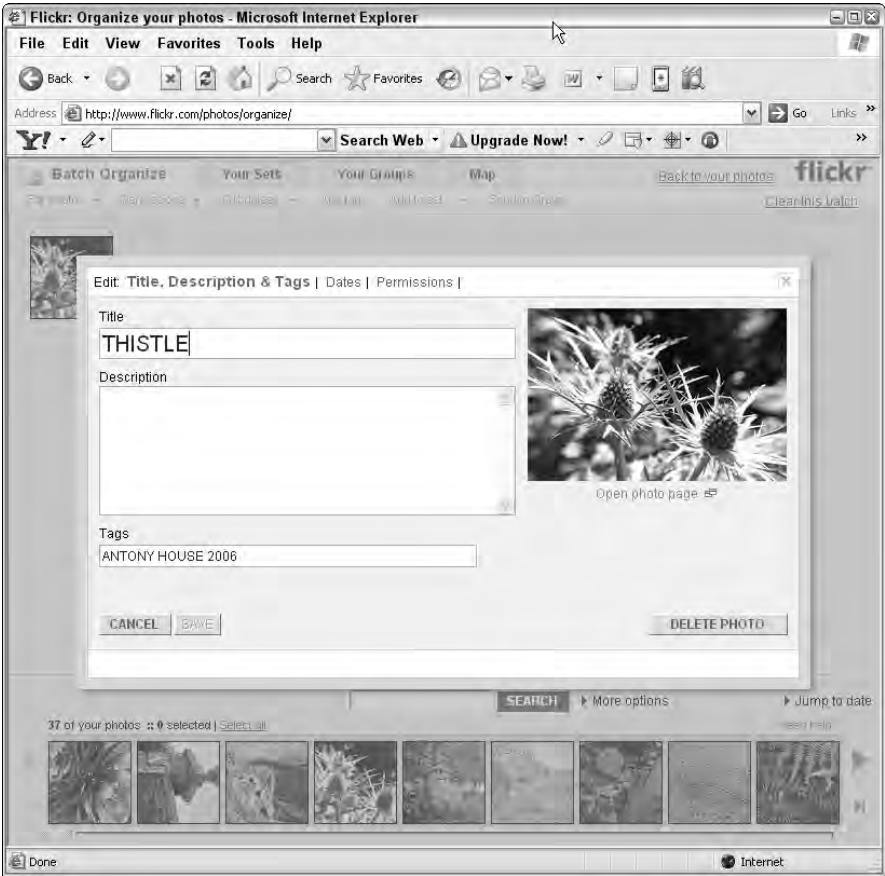 Flickr: Organize your photos - Microsoft Internet Explorer
File Edit View Favorites Tools Help
Back Search Favorites W
Address http://www.flickr.com/photos/organize/ Go Links »
Y! Search Web Upgrade Now! »
Batch Organize Your Sets Your Groups Map Back to your photos flickr
Clear this batch
Edit: Title, Description & Tags | Dates | Permissions |
Title
THISTLE
Description
Open photo page
Tags
ANTONY HOUSE 2006
CANCEL SAVE DELETE PHOTO
SEARCH More options Jump to date
37 of your photos :: 0 selected | Select all Need help
Done Internet